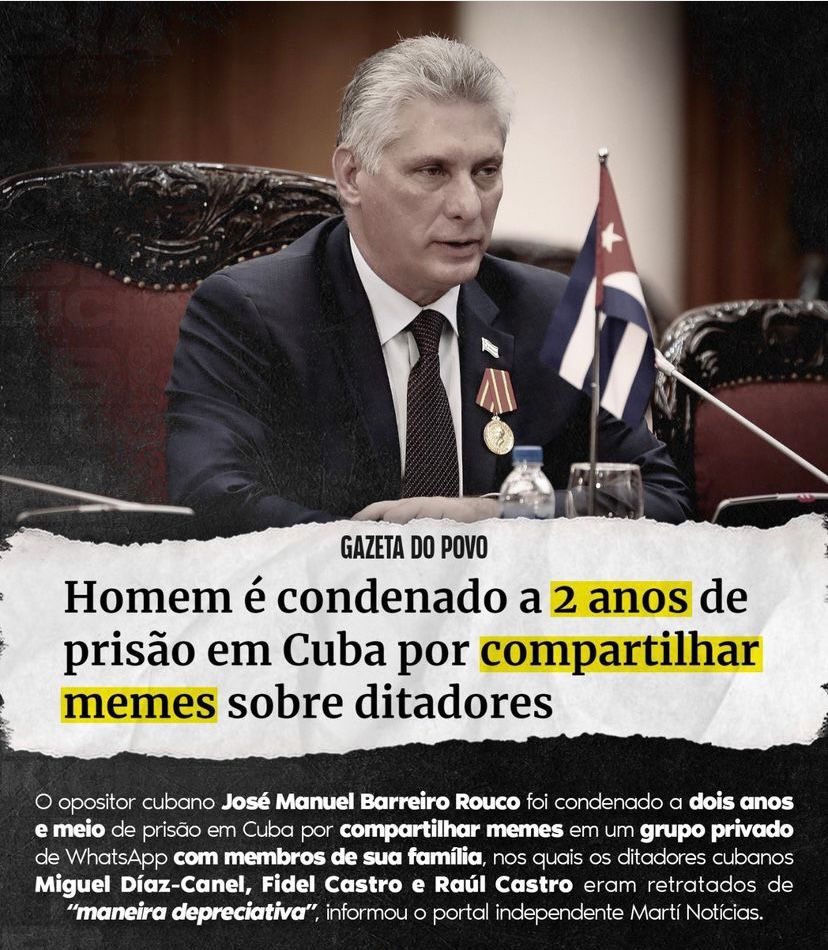 GAZETA DO POVO
Homem é condenado a 2 anos de
prisão em Cuba por compartilhar
memes sobre ditadores
O opositor cubano José Manuel Barreiro Rouco foi condenado a dois anos
e meio de prisão em Cuba por compartilhar memes em um grupo privado
de WhatsApp com membros de sua família, nos quais os ditadores cubanos
Miguel Díaz-Canel, Fidel Castro e Raúl Castro eram retratados de
“maneira depreciativa”, informou o portal independente Martí Notícias.